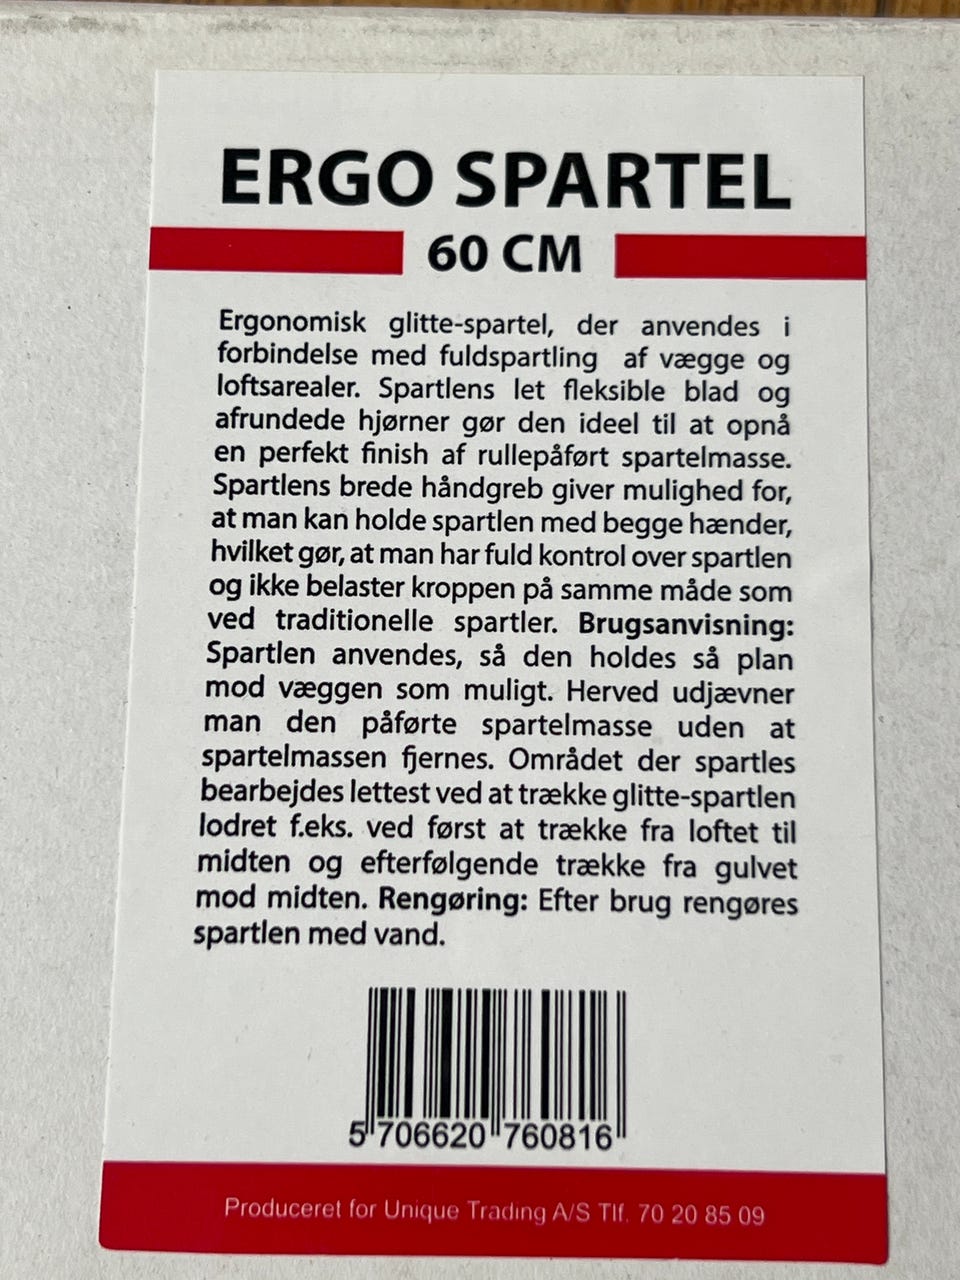 ERGO SPARTEL
60 CM
Ergonomisk glitte-spartel, der anvendes i
forbindelse med fuldspartling af vægge og
loftsarealer. Spartlens let fleksible blad og
afrundede hjørner gør den ideel til at opnå
en perfekt finish af rullepåført spartelmasse.
Spartlens brede håndgreb giver mulighed for,
at man kan holde spartlen med begge hænder,
hvilket gør, at man har fuld kontrol over spartlen
og ikke belaster kroppen på samme måde som
ved traditionelle spartler. Brugsanvisning:
Spartlen anvendes, så den holdes så plan
mod væggen som muligt. Herved udjævner
man den påførte spartelmasse uden at
spartelmassen fjernes. Området der spartles
bearbejdes lettest ved at trække glitte-spartlen
lodret f.eks. ved først at trække fra loftet til
midten og efterfølgende trække fra gulvet
mod midten. Rengøring: Efter brug rengøres
spartlen med vand.
5 706620 760816
Produceret for Unique Trading A/S Tlf. 70 20 85 09